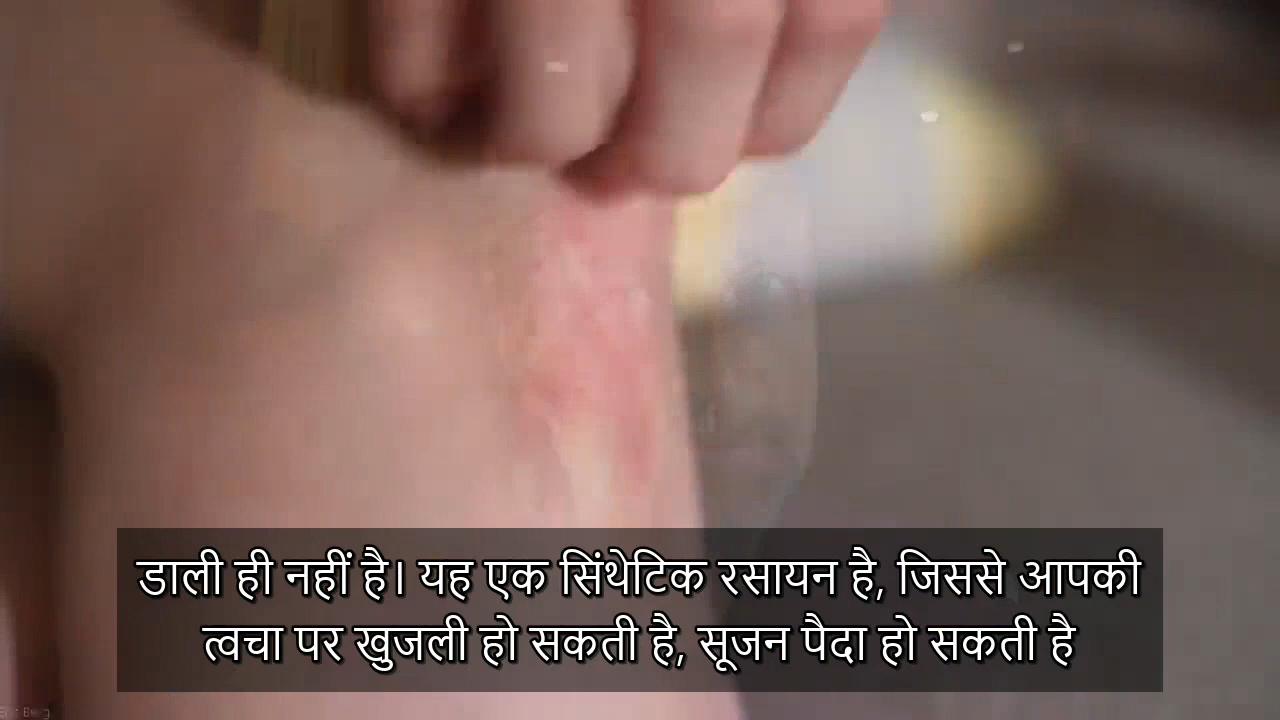 डाली ही नहीं है। यह एक सिंथेटिक रसायन है, जिससे आपकी
त्वचा पर खुजली हो सकती है, सूजन पैदा हो सकती है